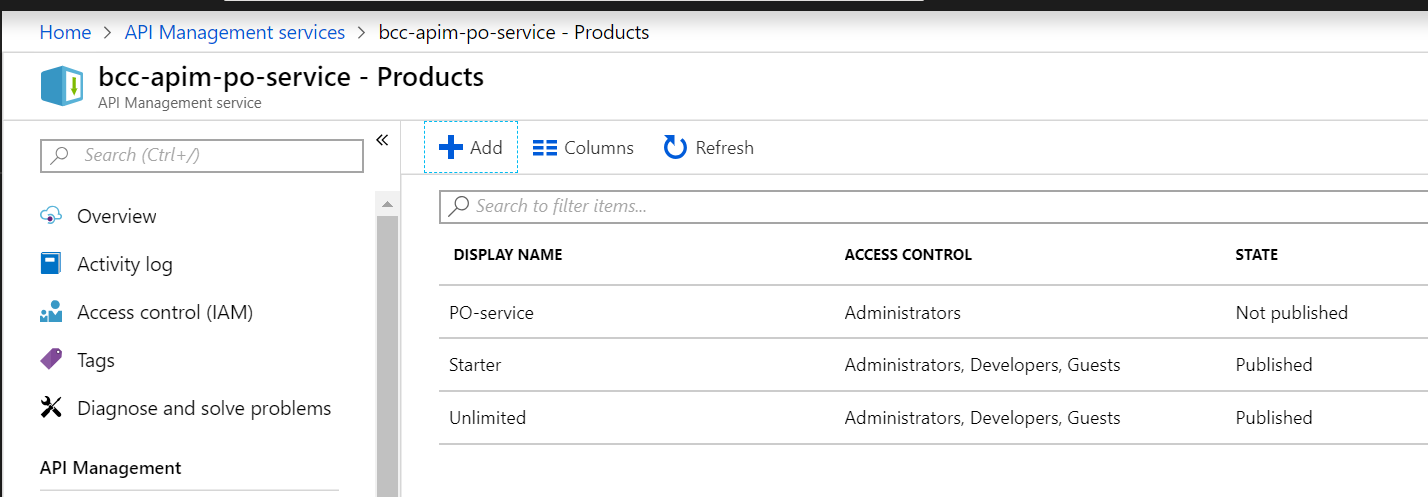 Home > API Management services > bcc-apim-po-service - Products
bcc-apim-po-service - Products
API Management service
Search (Ctrl+/)
«
Overview
Activity log
Access control (IAM)
Tags
Diagnose and solve problems
API Management
Add Columns Refresh
Search to filter items...
DISPLAY NAME ACCESS CONTROL STATE
PO-service Administrators Not published
Starter Administrators, Developers, Guests Published
Unlimited Administrators, Developers, Guests Published